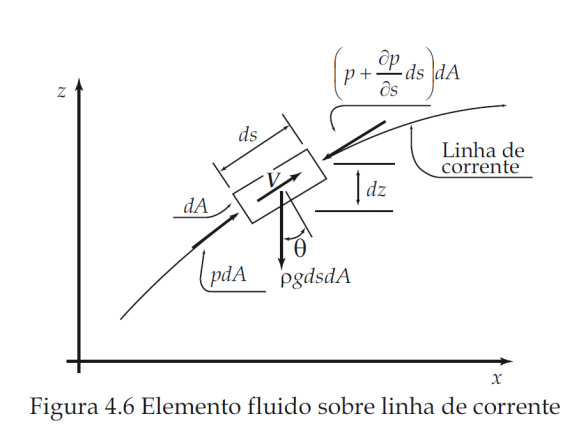 (p + ∂p/∂s ds)dA
z
ds
Linha de
corrente
V
dz
dA
θ
pdA
ρgdsdA
x
Figura 4.6 Elemento fluido sobre linha de corrente